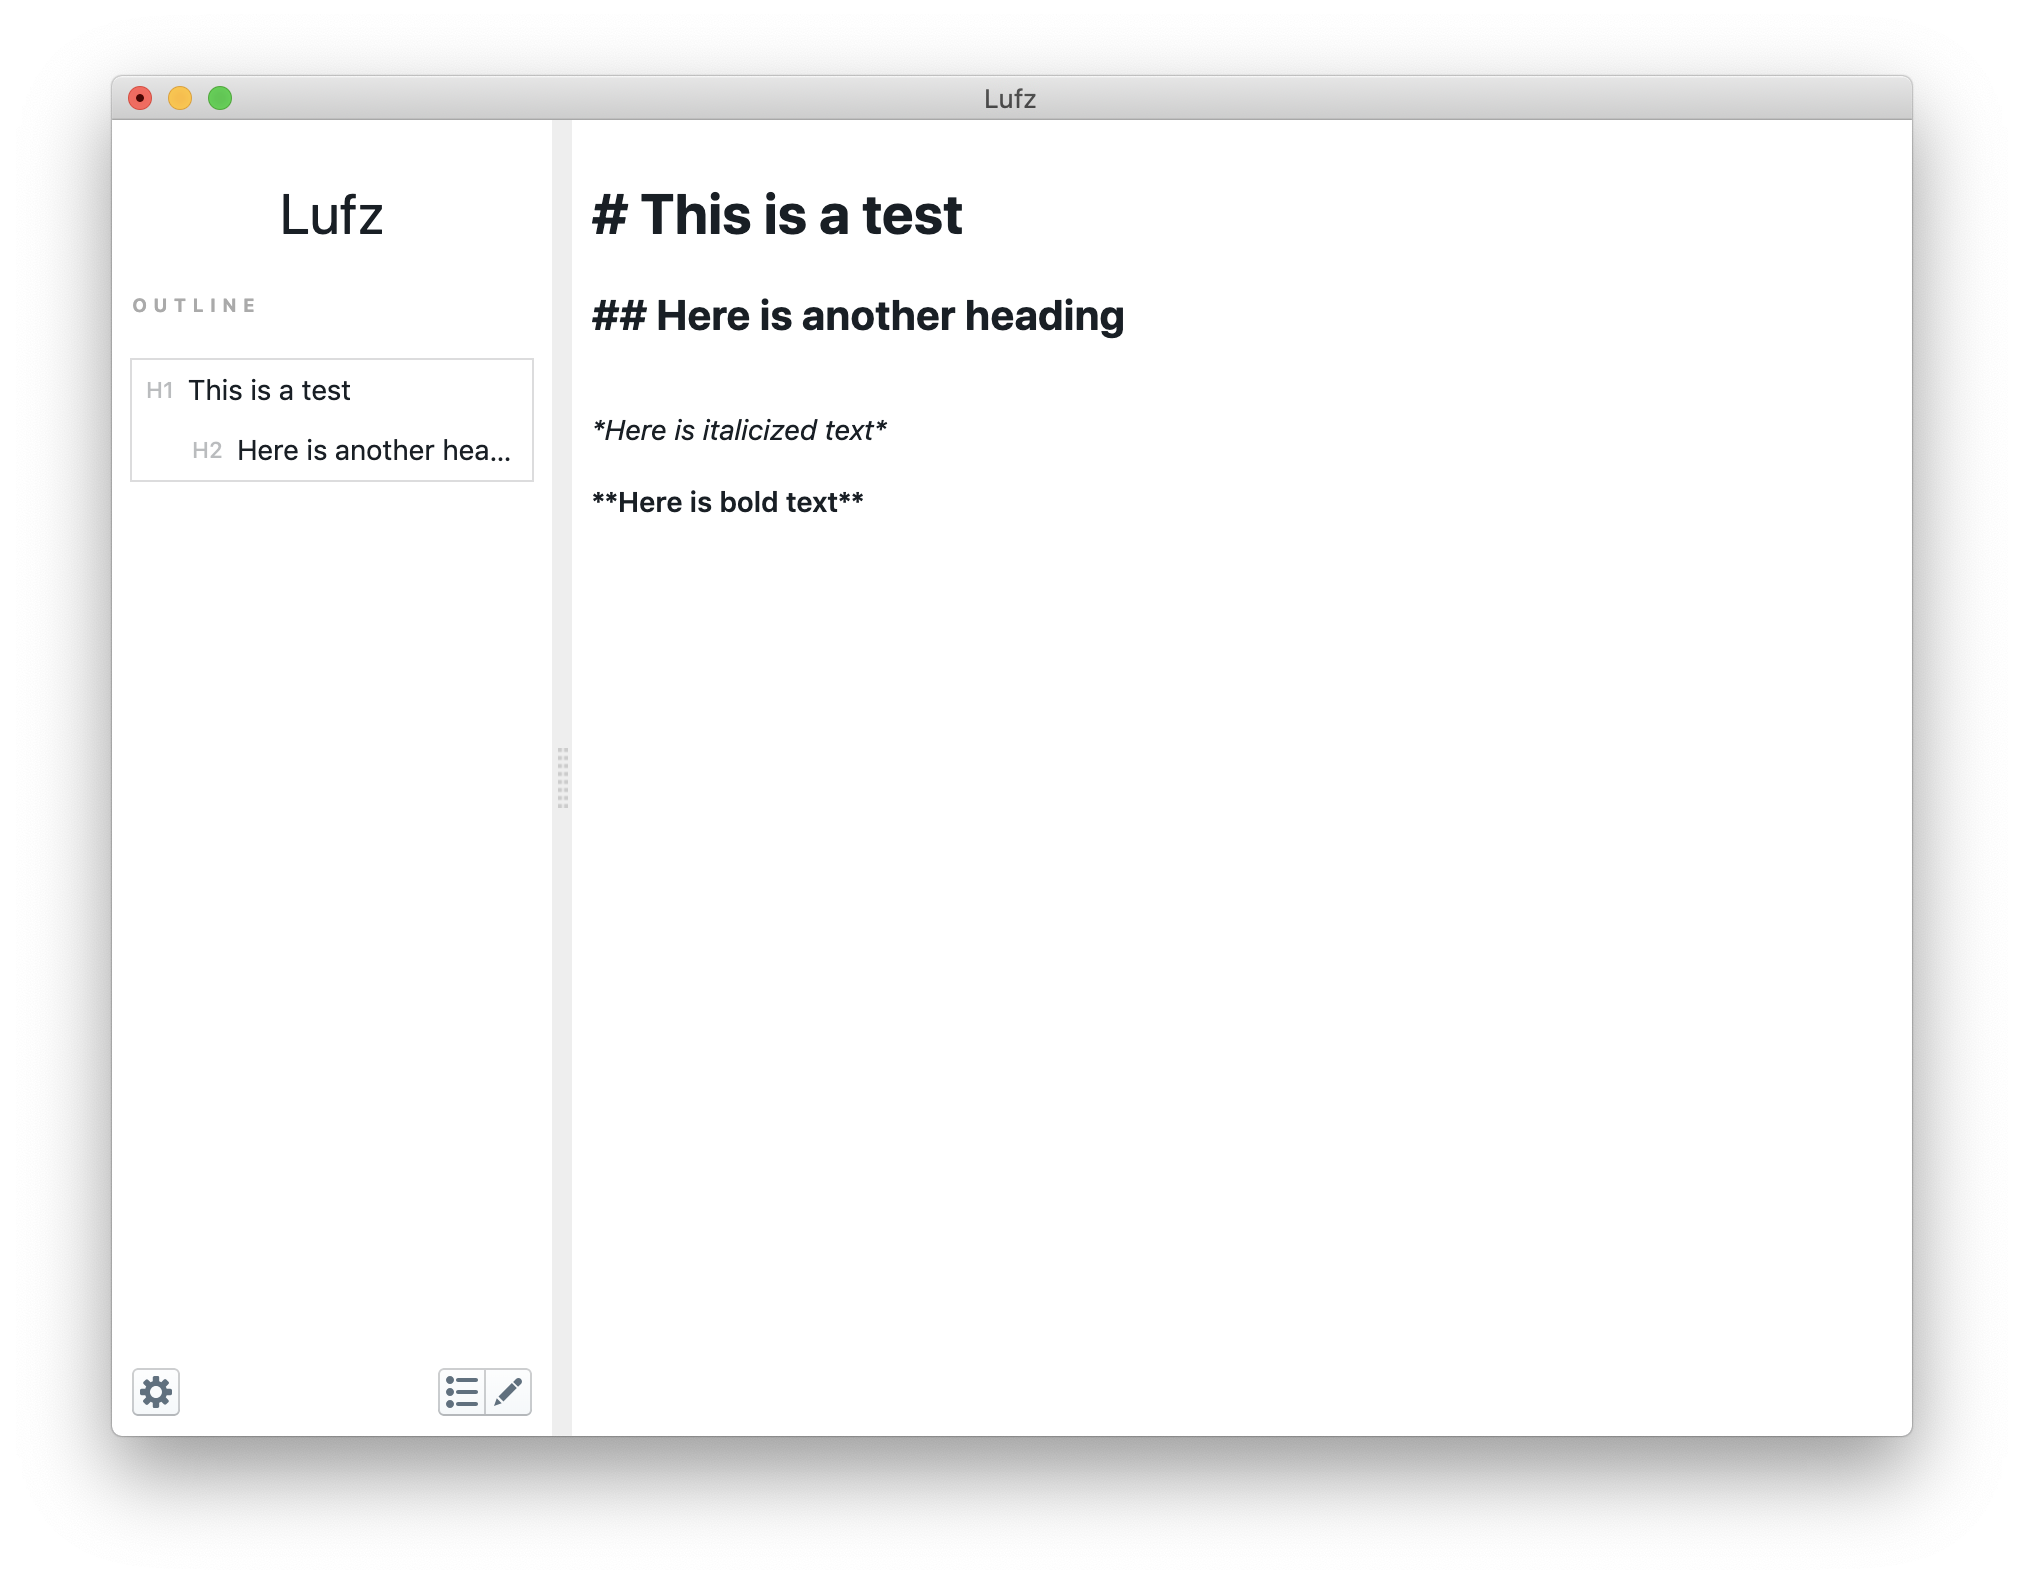 Lufz
Lufz
OUTLINE
H1 This is a test
H2 Here is another hea...
# This is a test
## Here is another heading
*Here is italicized text*
**Here is bold text**